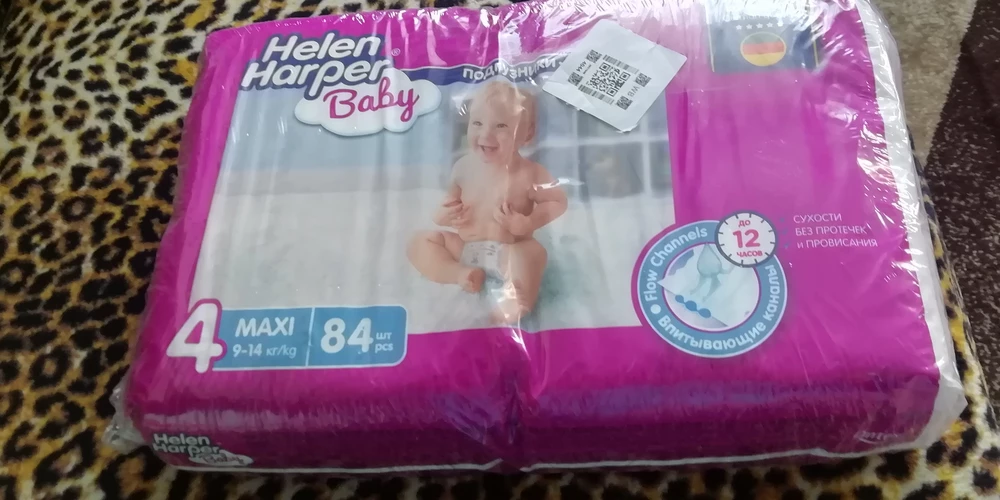 Helen
Harper®
Baby
ПОДГУЗНИКИ
WB
ДО
12
ЧАСОВ
СУХОСТИ
БЕЗ ПРОТЕЧЕК
И ПРОВИСАНИЯ
Flow Channels
Впитывающие каналы
4
MAXI
9-14 кг/kg
84 шт
pcs
Helen
Harper
Baby